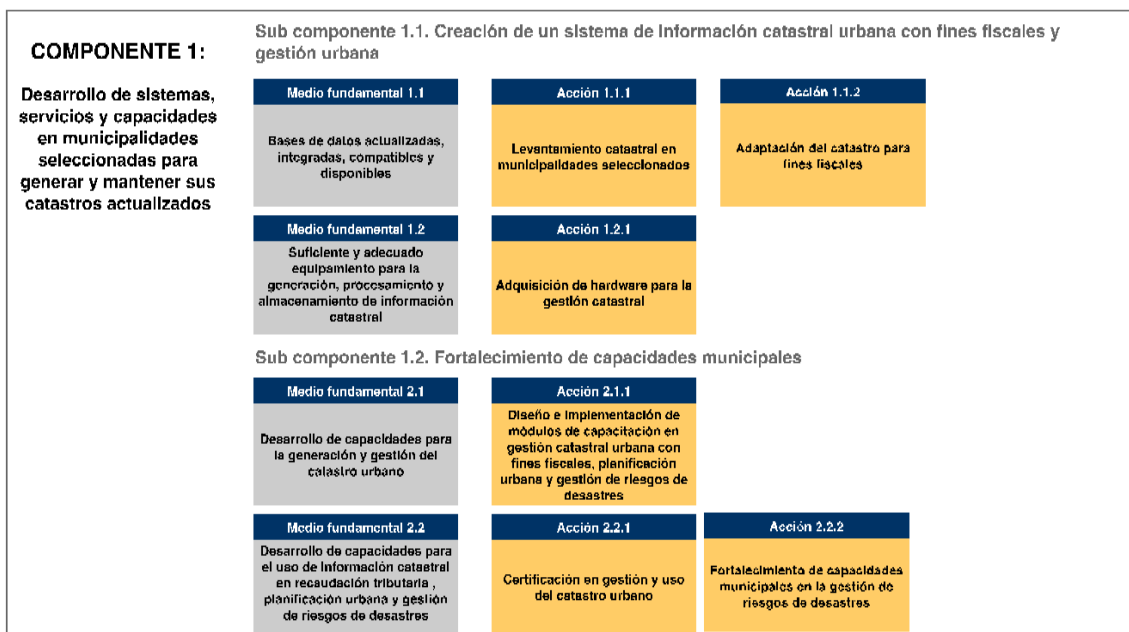 COMPONENTE 1:
Desarrollo de sistemas,
servicios y capacidades
en municipalidades
seleccionadas para
generar y mantener sus
catastros actualizados
Sub componente 1.1. Creación de un sistema de información catastral urbana con fines fiscales y
gestión urbana
Medio fundamental 1.1
Bases de datos actualizadas,
integradas, compatibles y
disponibles
Acción 1.1.1
Levantamiento catastral en
municipalidades seleccionados
Acción 1.1.2
Adaptación del catastro para
fines fiscales
Medio fundamental 1.2
Suficiente y adecuado
equipamiento para la
generación, procesamiento y
almacenamiento de información
catastral
Acción 1.2.1
Adquisición de hardware para la
gestión catastral
Sub componente 1.2. Fortalecimiento de capacidades municipales
Medio fundamental 2.1
Desarrollo de capacidades para
la generación y gestión del
catastro urbano
Acción 2.1.1
Diseño e implementación de
módulos de capacitación en
gestión catastral urbana con
fines fiscales, planificación
urbana y gestión de riesgos de
desastres
Medio fundamental 2.2
Desarrollo de capacidades para
el uso de información catastral
en recaudación tributaria ,
planificación urbana y gestión
de riesgos de desastres
Acción 2.2.1
Certificación en gestión y uso
del catastro urbano
Acción 2.2.2
Fortalecimiento de capacidades
municipales en la gestión de
riesgos de desastres